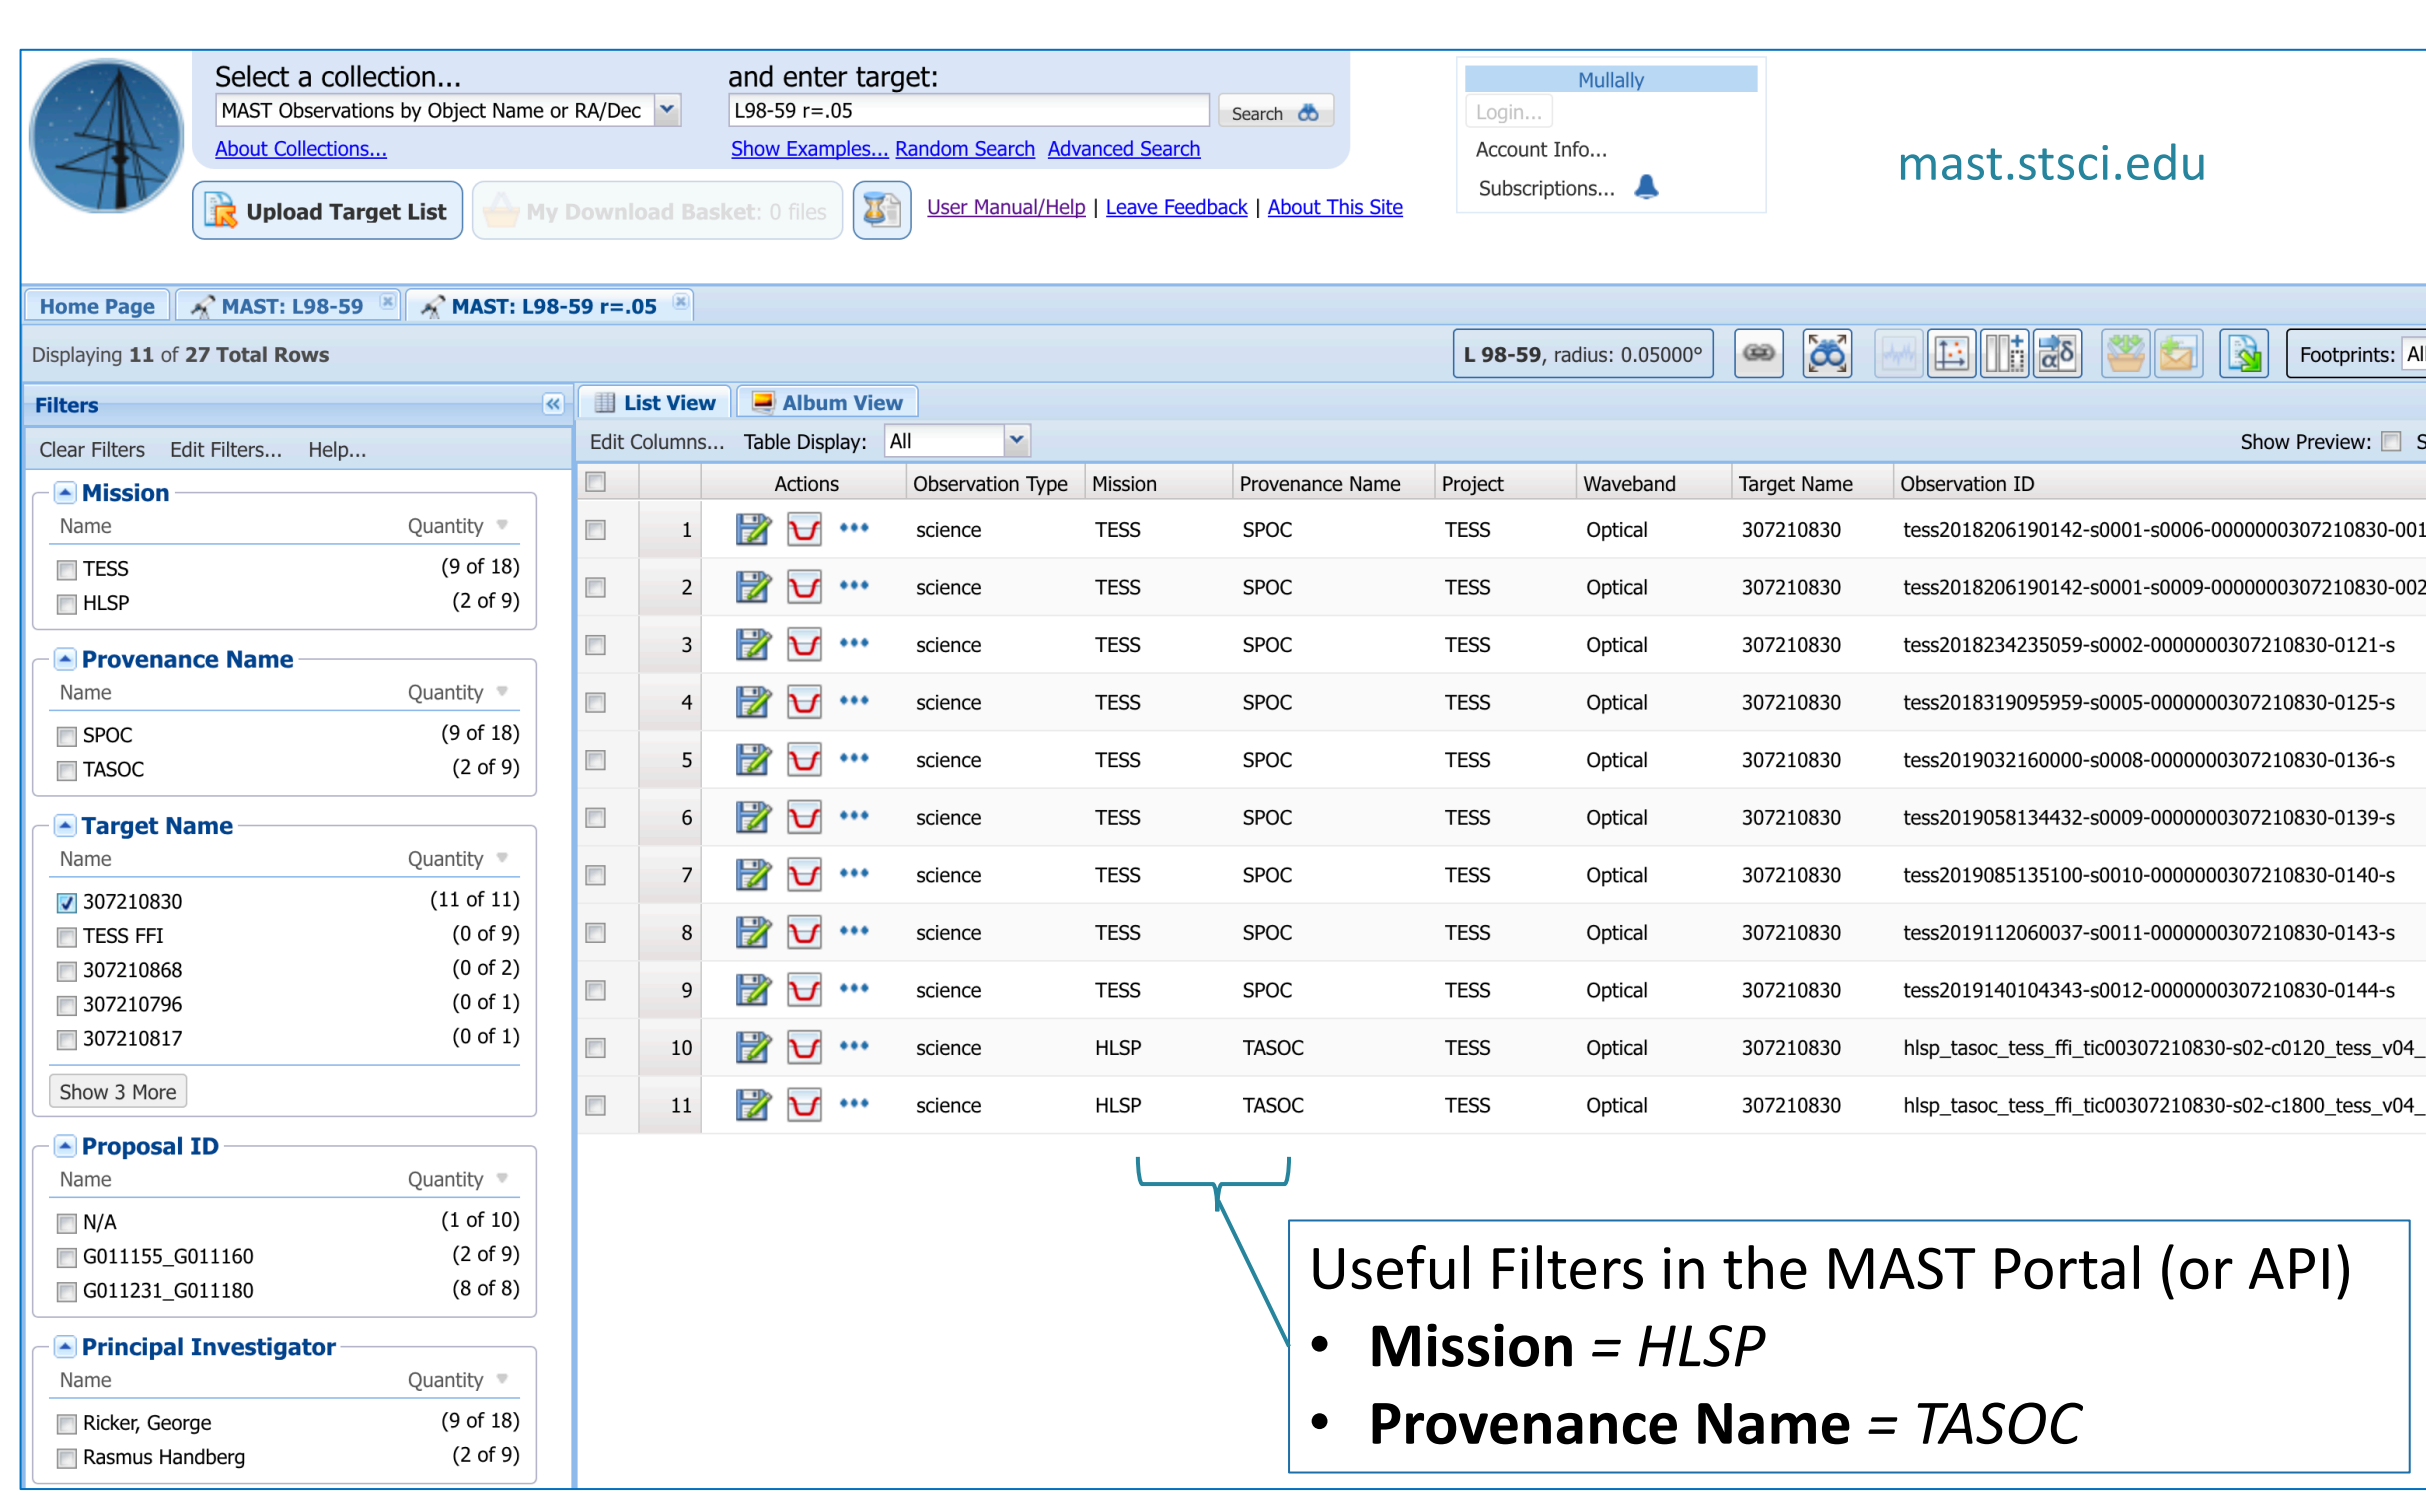 Select a collection... and enter target: Mullally
MAST Observations by Object Name or RA/Dec L98-59 r=.05 Search Login...
About Collections... Show Examples... Random Search Advanced Search Account Info... mast.stsci.edu
Subscriptions...
Upload Target List My Download Basket: 0 files User Manual/Help | Leave Feedback | About This Site
Home Page MAST: L98-59 MAST: L98-59 r=.05
Displaying 11 of 27 Total Rows L 98-59, radius: 0.05000° αδ Footprints: All
Filters List View Album View
Clear Filters Edit Filters... Help... Edit Columns... Table Display: All Show Preview: S
Mission
Name Quantity
TESS (9 of 18)
HLSP (2 of 9)
Provenance Name
Name Quantity
SPOC (9 of 18)
TASOC (2 of 9)
Target Name
Name Quantity
307210830 (11 of 11)
TESS FFI (0 of 9)
307210868 (0 of 2)
307210796 (0 of 1)
307210817 (0 of 1)
Show 3 More
Proposal ID
Name Quantity
N/A (1 of 10)
G011155_G011160 (2 of 9)
G011231_G011180 (8 of 8)
Principal Investigator
Name Quantity
Ricker, George (9 of 18)
Rasmus Handberg (2 of 9)
Actions Observation Type Mission Provenance Name Project Waveband Target Name Observation ID
1 science TESS SPOC TESS Optical 307210830 tess2018206190142-s0001-s0006-0000000307210830-001
2 science TESS SPOC TESS Optical 307210830 tess2018206190142-s0001-s0009-0000000307210830-002
3 science TESS SPOC TESS Optical 307210830 tess2018234235059-s0002-0000000307210830-0121-s
4 science TESS SPOC TESS Optical 307210830 tess2018319095959-s0005-0000000307210830-0125-s
5 science TESS SPOC TESS Optical 307210830 tess2019032160000-s0008-0000000307210830-0136-s
6 science TESS SPOC TESS Optical 307210830 tess2019058134432-s0009-0000000307210830-0139-s
7 science TESS SPOC TESS Optical 307210830 tess2019085135100-s0010-0000000307210830-0140-s
8 science TESS SPOC TESS Optical 307210830 tess2019112060037-s0011-0000000307210830-0143-s
9 science TESS SPOC TESS Optical 307210830 tess2019140104343-s0012-0000000307210830-0144-s
10 science HLSP TASOC TESS Optical 307210830 hlsp_tasoc_tess_ffi_tic00307210830-s02-c0120_tess_v04_
11 science HLSP TASOC TESS Optical 307210830 hlsp_tasoc_tess_ffi_tic00307210830-s02-c1800_tess_v04_
Useful Filters in the MAST Portal (or API)
• Mission = HLSP
• Provenance Name = TASOC